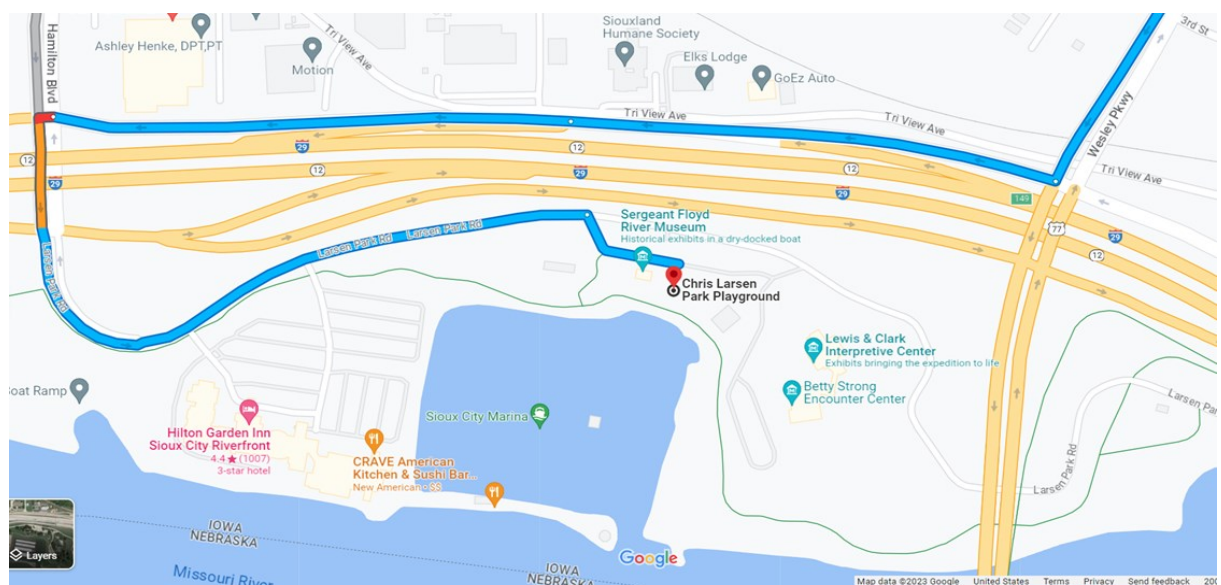 Ashley Henke, DPT,PT
Hamilton Blvd
Motion
Tri View Ave
Siouxland
Humane Society
Elks Lodge
GoEz Auto
3rd St
Tri View Ave
Tri View Ave
Wesley Pkwy
Tri View Ave
29
12
12
29
12
29
12
29
149
77
29
12
Larsen Park Rd
Larsen Park Rd
Larsen Park Rd
Sergeant Floyd
River Museum
Historical exhibits in a dry-docked boat
Chris Larsen
Park Playground
Lewis & Clark
Interpretive Center
Exhibits bringing the expedition to life
Betty Strong
Encounter Center
Boat Ramp
Sioux City Marina
Hilton Garden Inn
Sioux City Riverfront
4.4★(1007)
3-star hotel
CRAVE American
Kitchen & Sushi Bar...
New American • $$
Larsen Park Rd
Larsen Pa
IOWA
NEBRASKA
IOWA
NEBRASKA
Missouri River
Layers
Google
Map data ©2023 Google United States Terms Privacy Send feedback